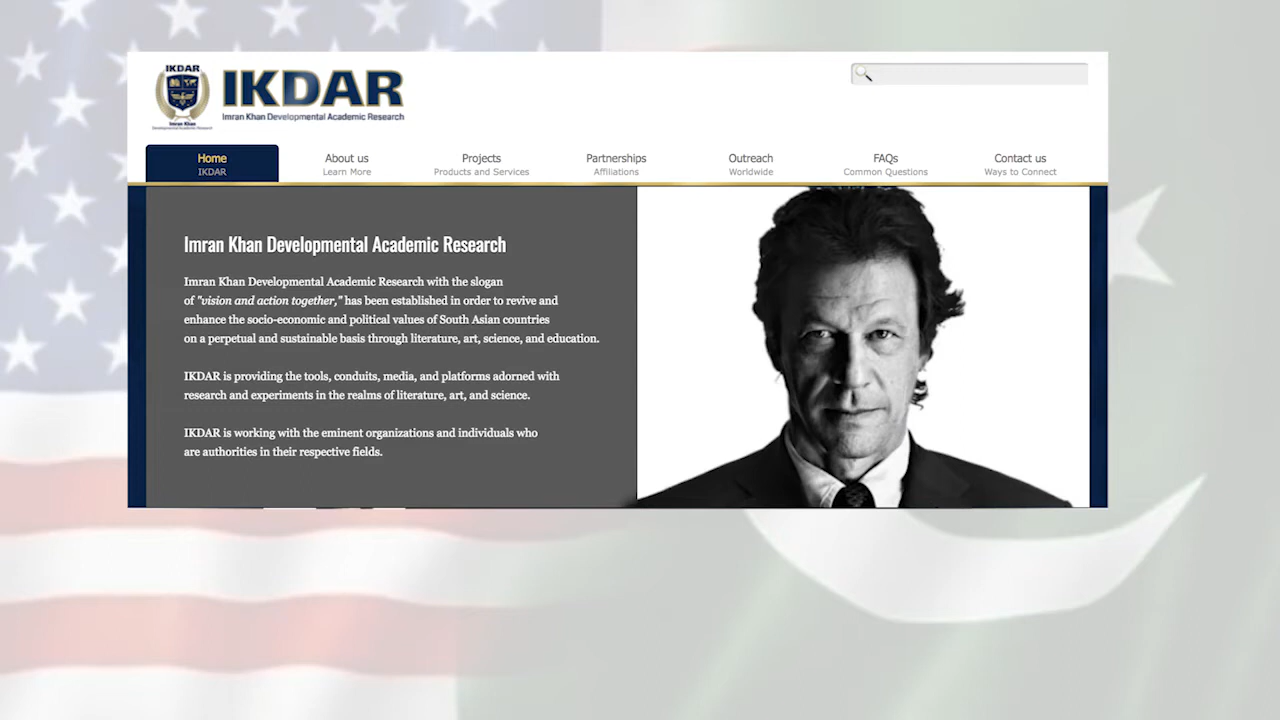 IKDAR
Imran Khan
Developmental Academic Research
IKDAR
Imran Khan Developmental Academic Research
Home
IKDAR
About us
Learn More
Projects
Products and Services
Partnerships
Affiliations
Outreach
Worldwide
FAQs
Common Questions
Contact us
Ways to Connect
Imran Khan Developmental Academic Research
Imran Khan Developmental Academic Research with the slogan
of "vision and action together," has been established in order to revive and
enhance the socio-economic and political values of South Asian countries
on a perpetual and sustainable basis through literature, art, science, and education.
IKDAR is providing the tools, conduits, media, and platforms adorned with
research and experiments in the realms of literature, art, and science.
IKDAR is working with the eminent organizations and individuals who
are authorities in their respective fields.